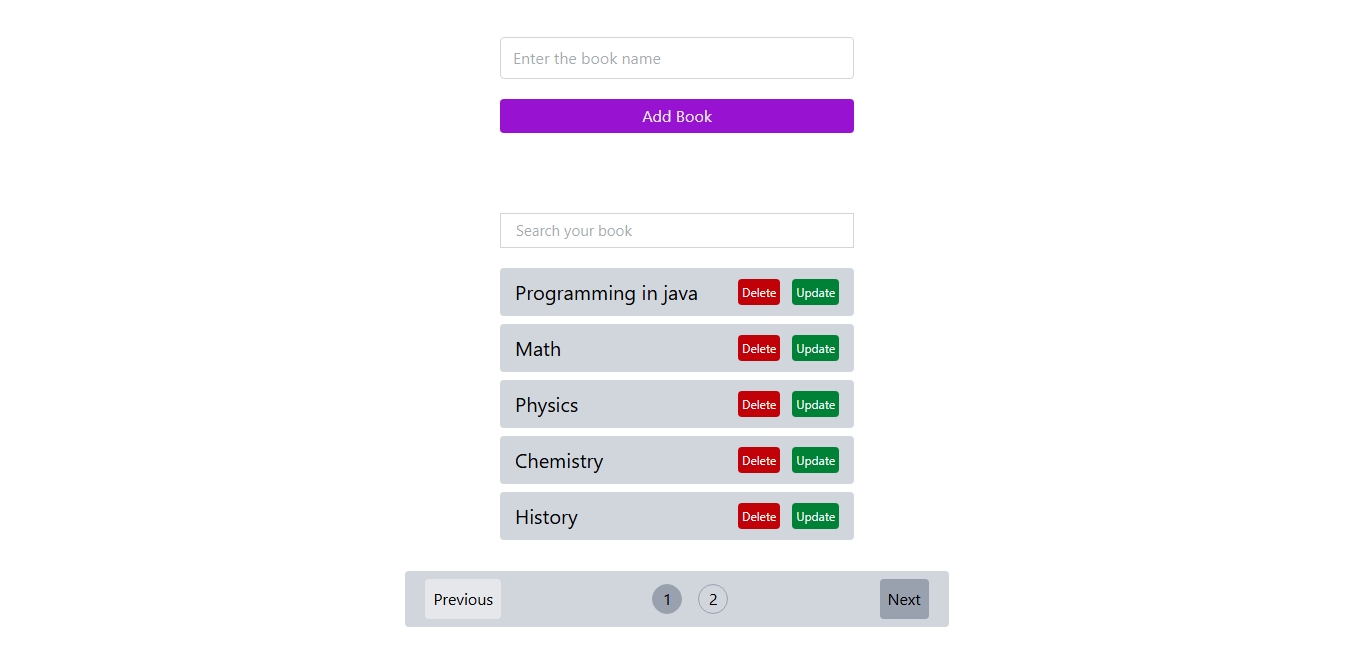 Enter the book name
Add Book
Search your book
Programming in java Delete Update
Math Delete Update
Physics Delete Update
Chemistry Delete Update
History Delete Update
Previous 1 2 Next